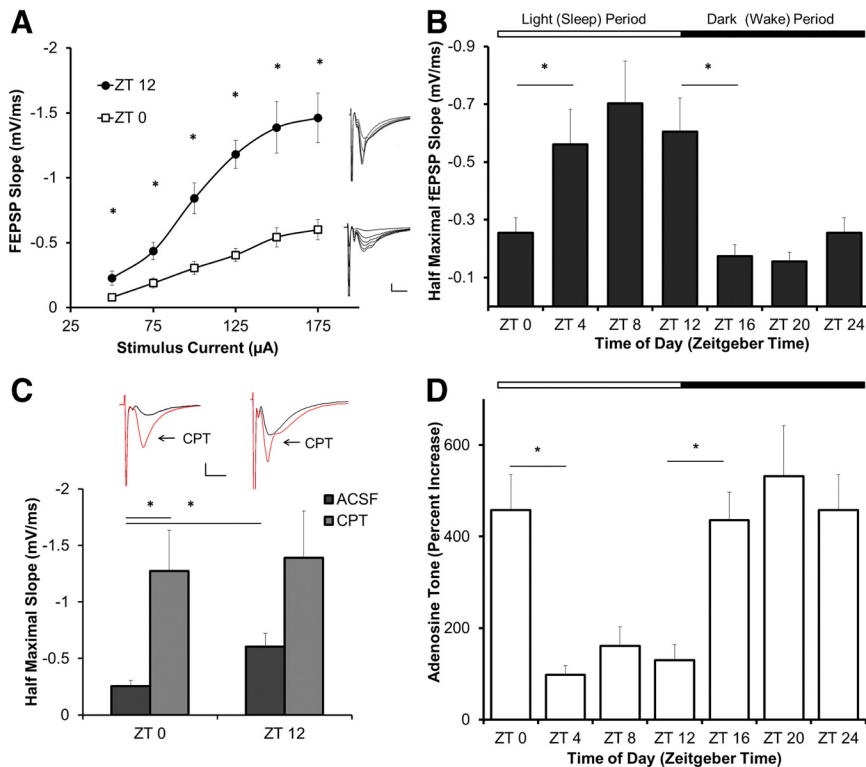 A
FEPSP Slope (mV/ms)
-2
-1.5
-1
-0.5
0
ZT 12
ZT 0
* * * * * * *
25 75 125 175
Stimulus Current (µA)
B
Light (Sleep) Period
Dark (Wake) Period
Half Maximal fEPSP Slope (mV/ms)
-0.9
-0.7
-0.5
-0.3
-0.1
* *
ZT 0 ZT 4 ZT 8 ZT 12 ZT 16 ZT 20 ZT 24
Time of Day (Zeitgeber Time)
C
CPT
CPT
Half Maximal Slope (mV/ms)
-2
-1.5
-1
-0.5
0
* *
ACSF
CPT
ZT 0 ZT 12
D
Adenosine Tone (Percent Increase)
600
400
200
0
* *
ZT 0 ZT 4 ZT 8 ZT 12 ZT 16 ZT 20 ZT 24
Time of Day (Zeitgeber Time)